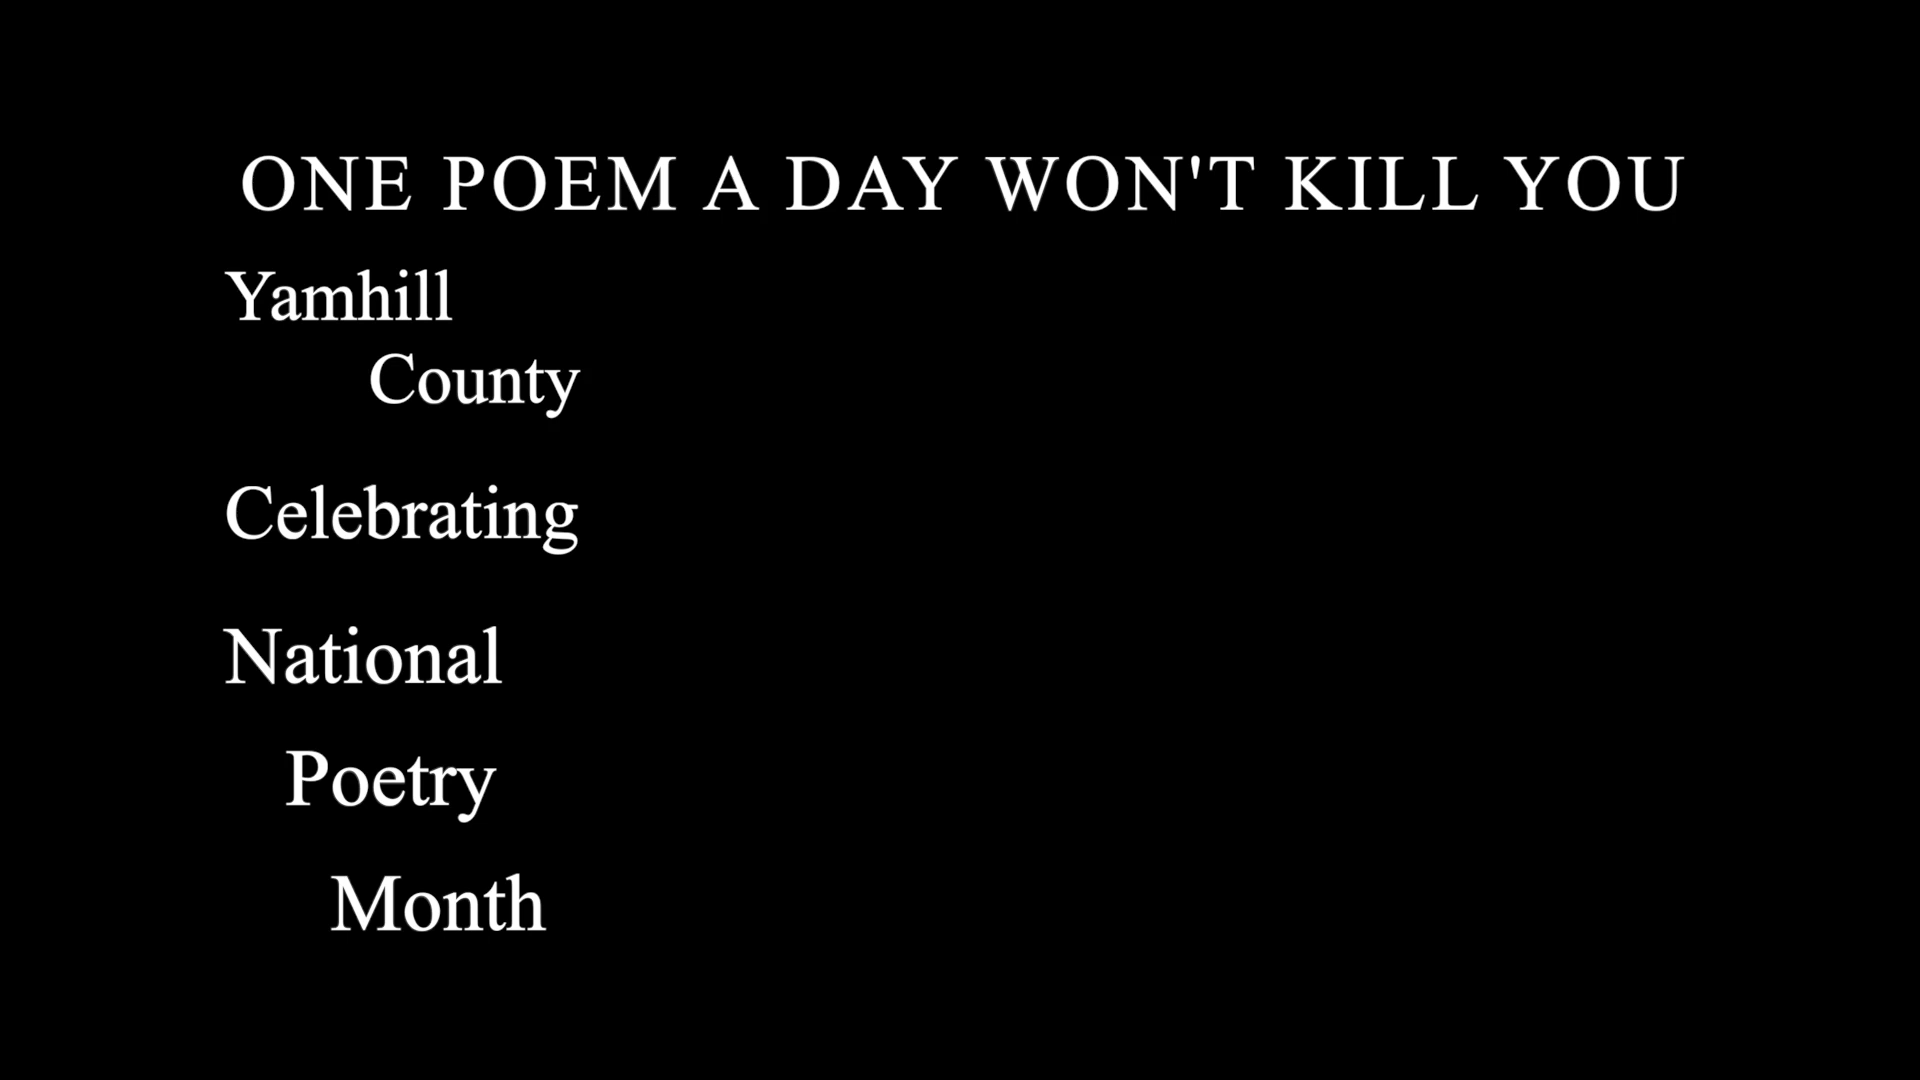 ONE POEM A DAY WON'T KILL YOU
Yamhill
County
Celebrating
National
Poetry
Month